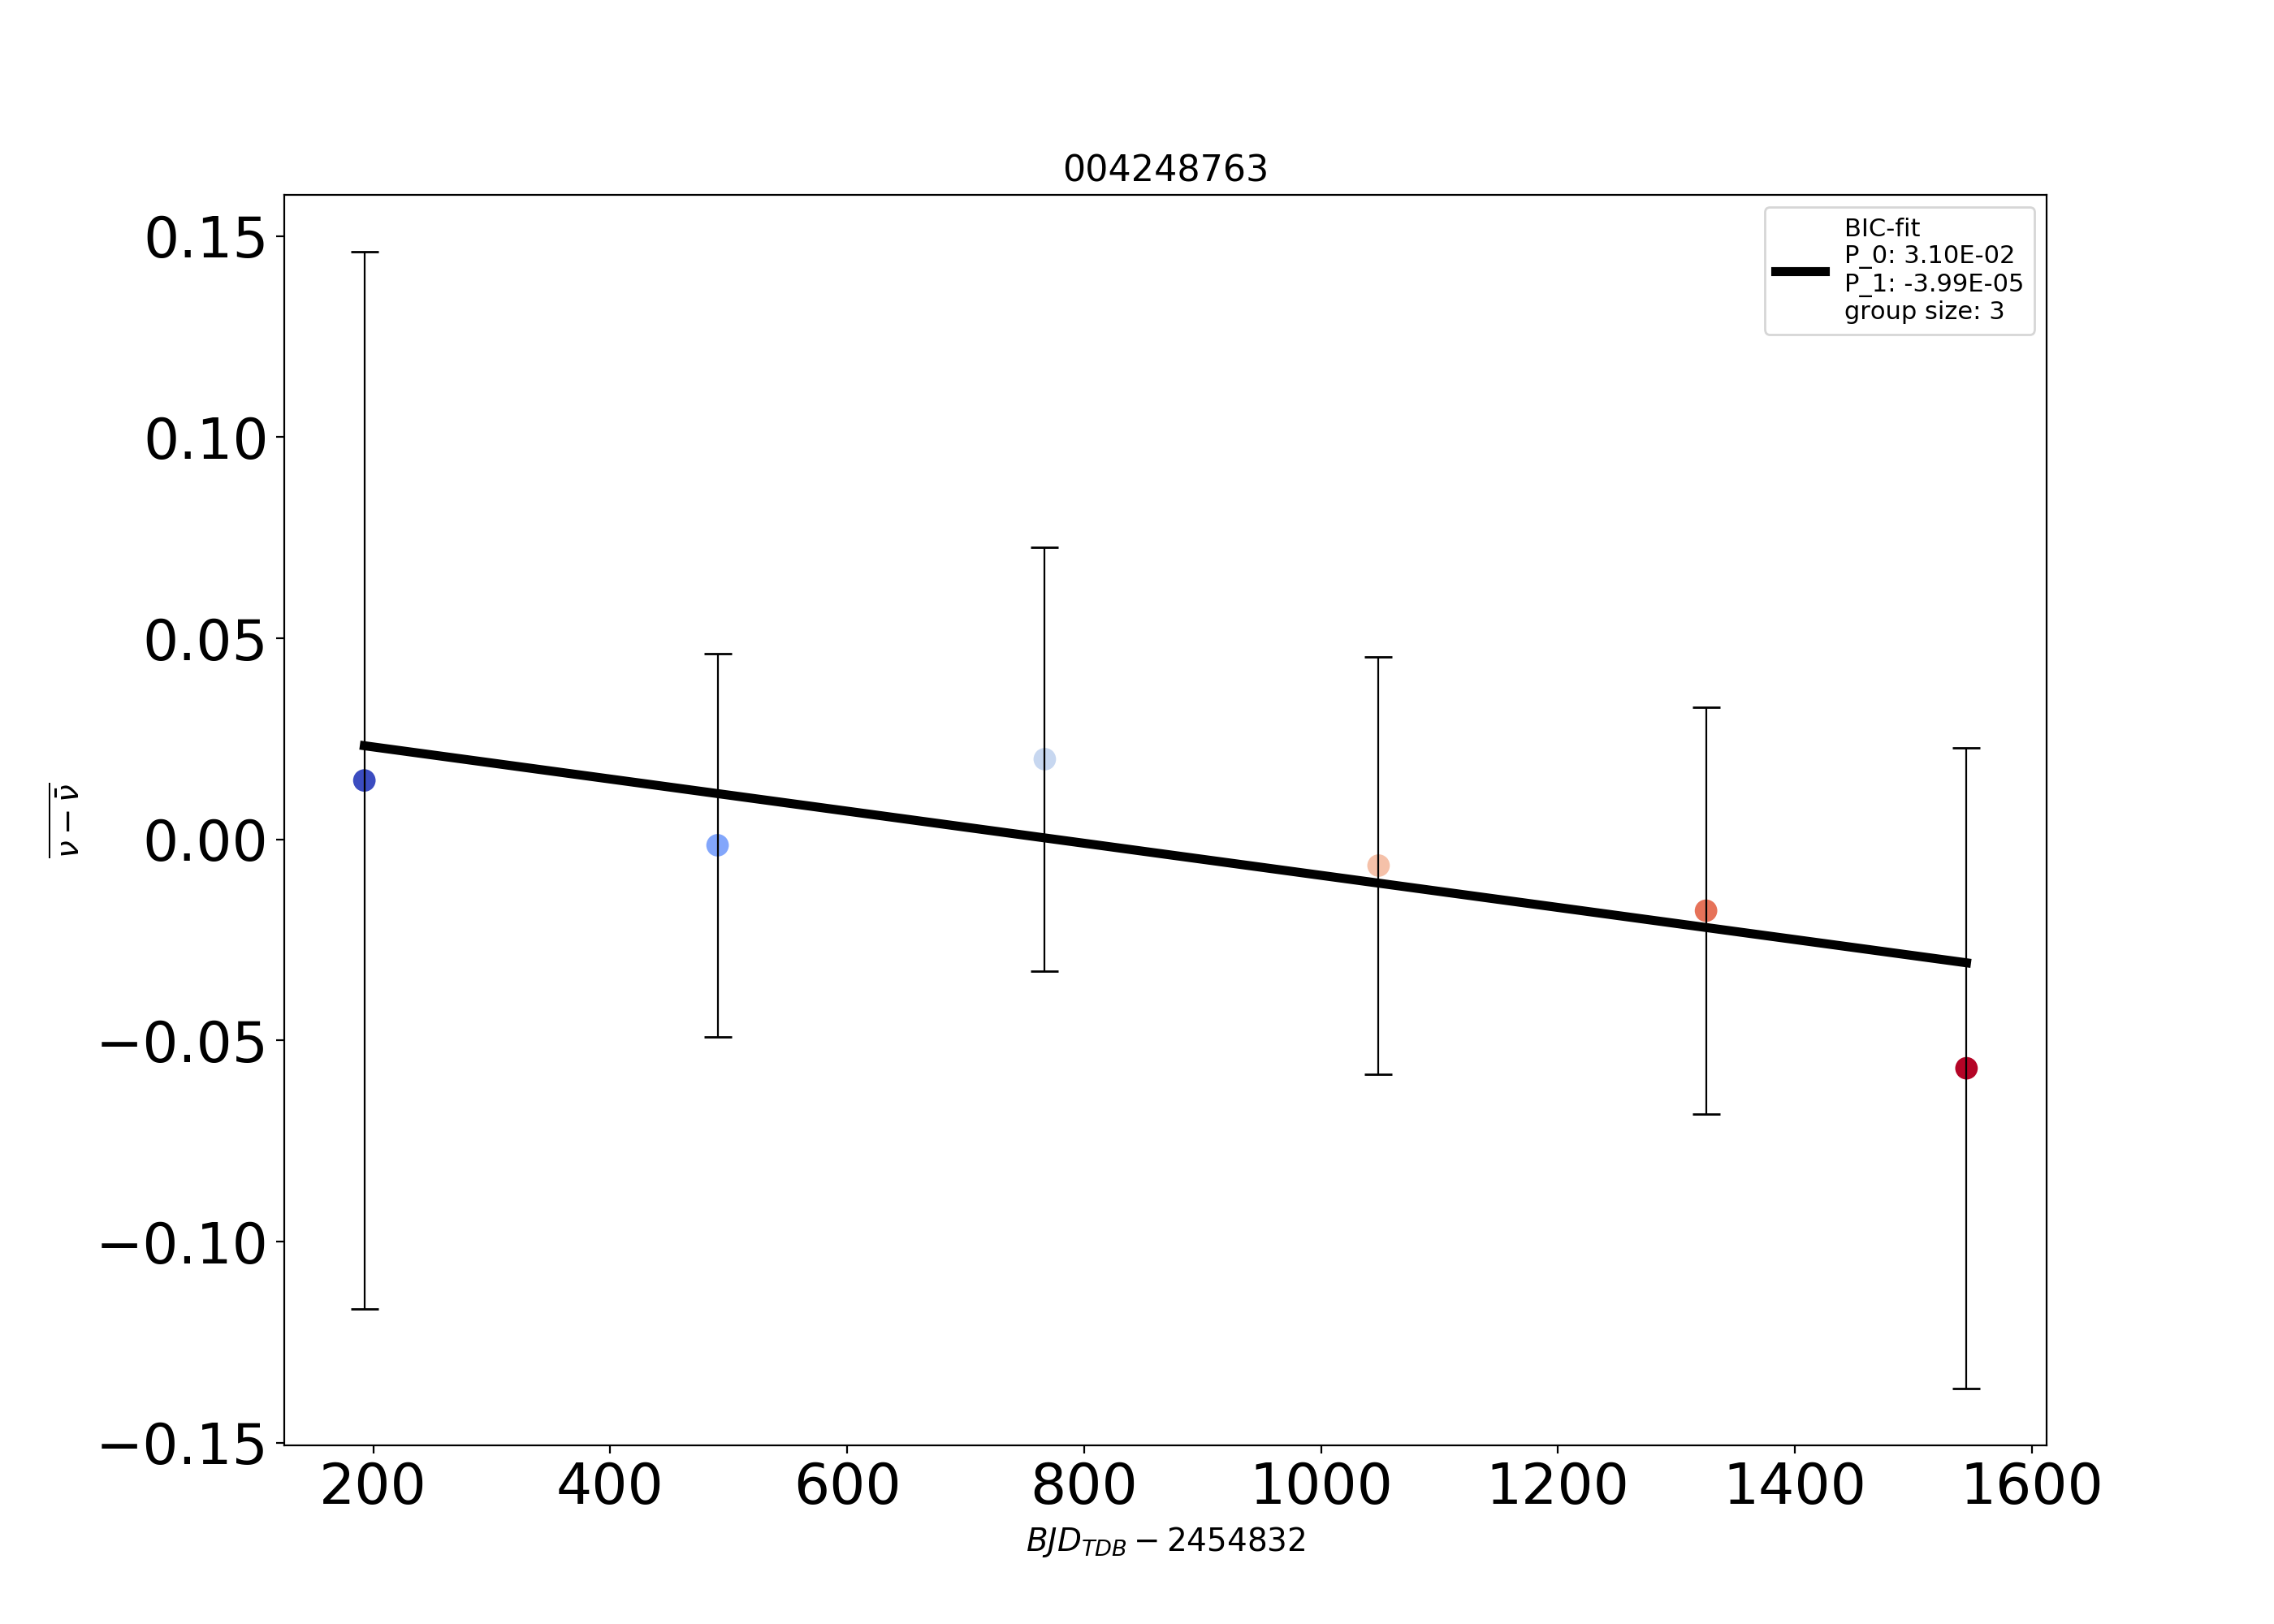 004248763
BIC-fit
P_0: 3.10E-02
P_1: -3.99E-05
group size: 3
0.15
0.10
0.05
0.00
−0.05
−0.10
−0.15
ν − ν̄
200 400 600 800 1000 1200 1400 1600
BJD_TDB − 2454832